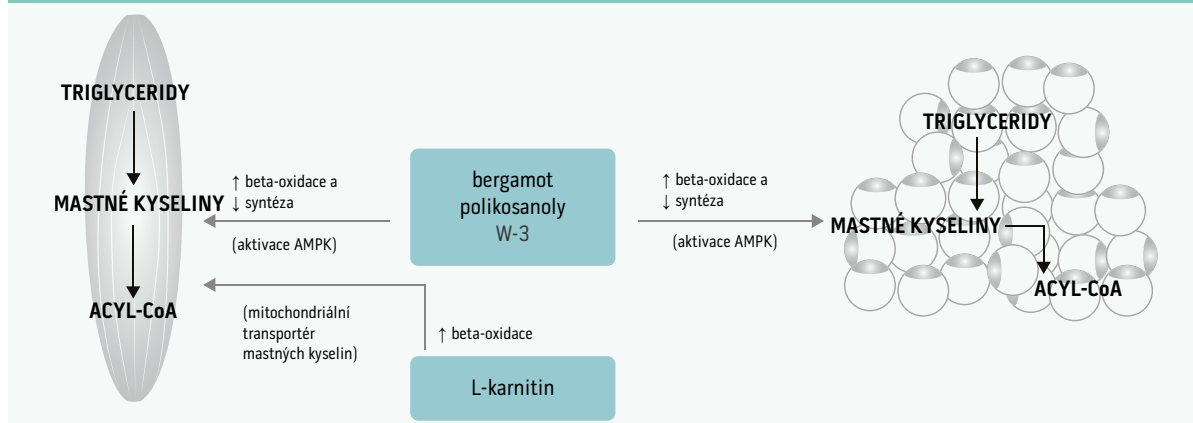 TRIGLYCERIDY
MASTNÉ KYSELINY
ACYL-CoA
↑ beta-oxidace a
↓ syntéza
(aktivace AMPK)
(mitochondriální
transportér
mastných kyselin)
bergamot
polikosanoly
W-3
↑ beta-oxidace
L-karnitin
↑ beta-oxidace a
↓ syntéza
(aktivace AMPK)
TRIGLYCERIDY
MASTNÉ KYSELINY
ACYL-CoA